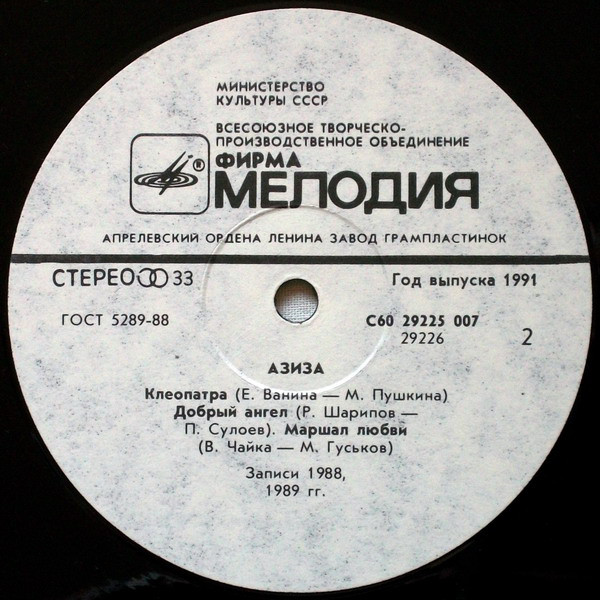 МИНИСТЕРСТВО
КУЛЬТУРЫ СССР
ВСЕСОЮЗНОЕ ТВОРЧЕСКО-
ПРОИЗВОДСТВЕННОЕ ОБЪЕДИНЕНИЕ
®
ФИРМА
МЕЛОДИЯ
АПРЕЛЕВСКИЙ ОРДЕНА ЛЕНИНА ЗАВОД ГРАМПЛАСТИНОК
СТЕРЕО 33
Год выпуска 1991
ГОСТ 5289-88
С60 29225 007
29226
2
АЗИЗА
Клеопатра (Е. Ванина — М. Пушкина)
Добрый ангел (Р. Шарипов —
П. Сулоев). Маршал любви
(В. Чайка — М. Гуськов)
Записи 1988,
1989 гг.